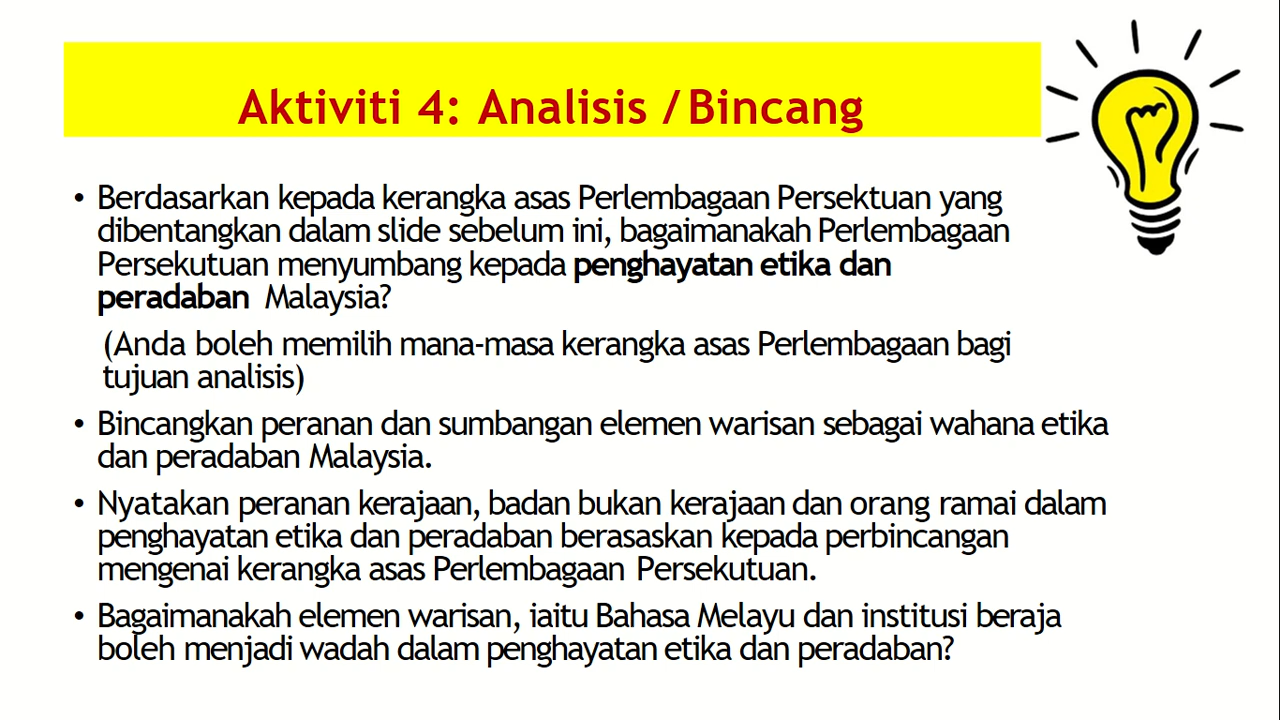 Aktiviti 4: Analisis /Bincang
• Berdasarkan kepada kerangka asas Perlembagaan Persektuan yang
dibentangkan dalam slide sebelum ini, bagaimanakah Perlembagaan
Persekutuan menyumbang kepada penghayatan etika dan
peradaban Malaysia?
(Anda boleh memilih mana-masa kerangka asas Perlembagaan bagi
tujuan analisis)
• Bincangkan peranan dan sumbangan elemen warisan sebagai wahana etika
dan peradaban Malaysia.
• Nyatakan peranan kerajaan, badan bukan kerajaan dan orang ramai dalam
penghayatan etika dan peradaban berasaskan kepada perbincangan
mengenai kerangka asas Perlembagaan Persekutuan.
• Bagaimanakah elemen warisan, iaitu Bahasa Melayu dan institusi beraja
boleh menjadi wadah dalam penghayatan etika dan peradaban?